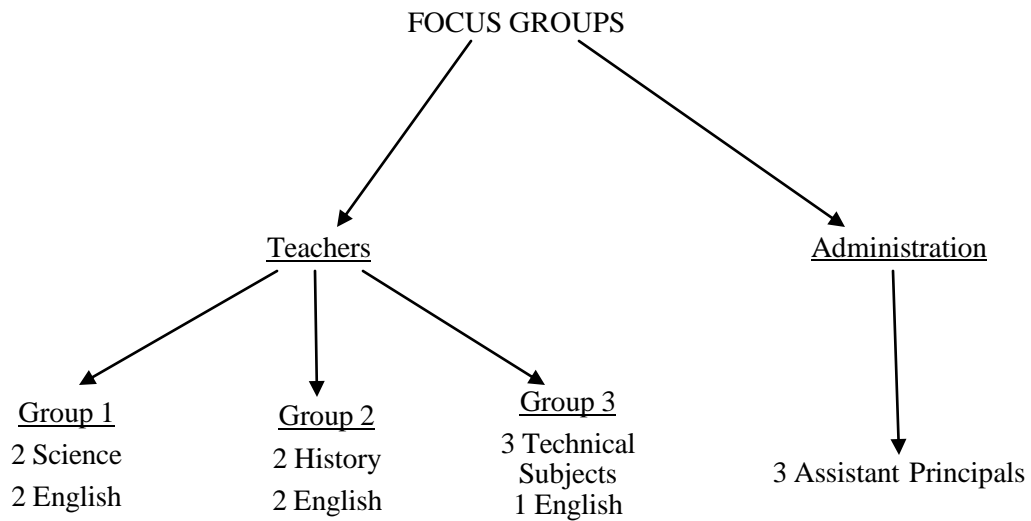 FOCUS GROUPS
Teachers
Administration
Group 1
2 Science
2 English
Group 2
2 History
2 English
Group 3
3 Technical
Subjects
1 English
3 Assistant Principals